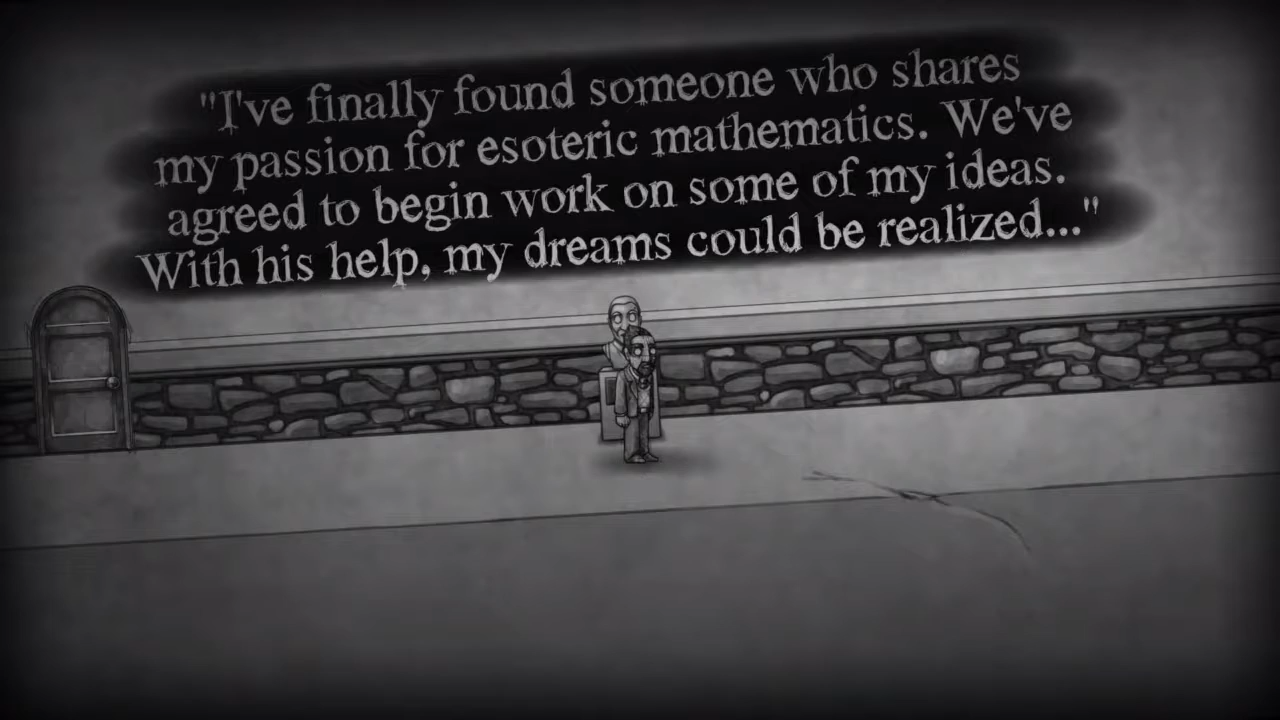 "I've finally found someone who shares
my passion for esoteric mathematics. We've
agreed to begin work on some of my ideas.
With his help, my dreams could be realized..."